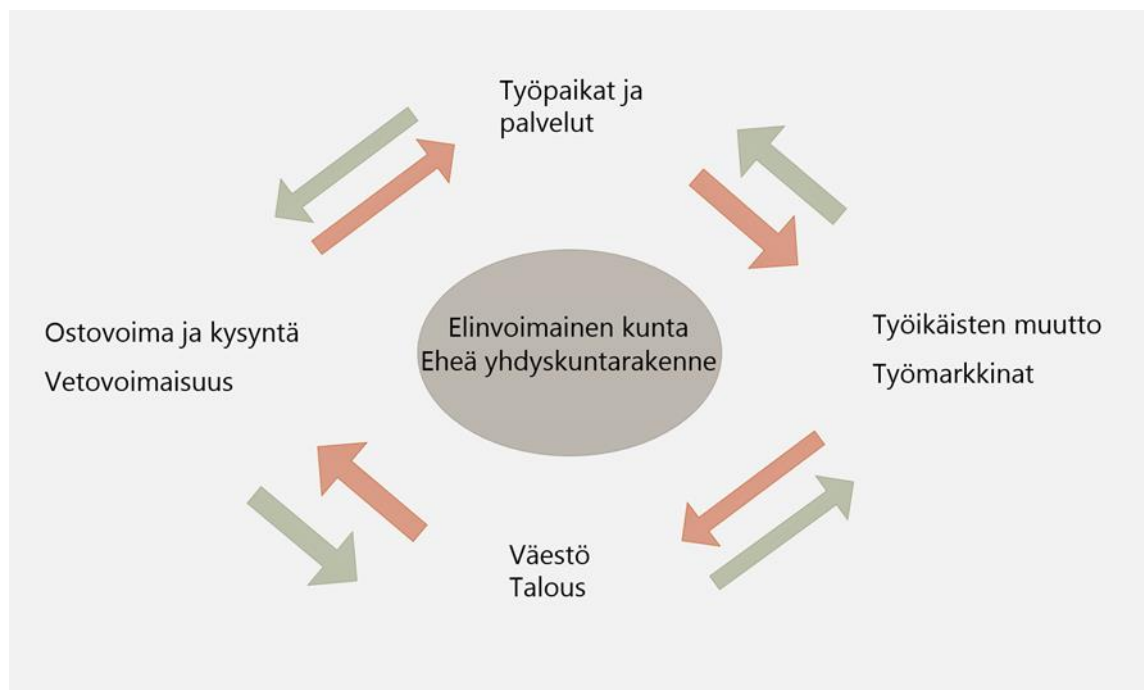 Työpaikat ja
palvelut
Ostovoima ja kysyntä
Vetovoimaisuus
Elinvoimainen kunta
Eheä yhdyskuntarakenne
Työikäisten muutto
Työmarkkinat
Väestö
Talous